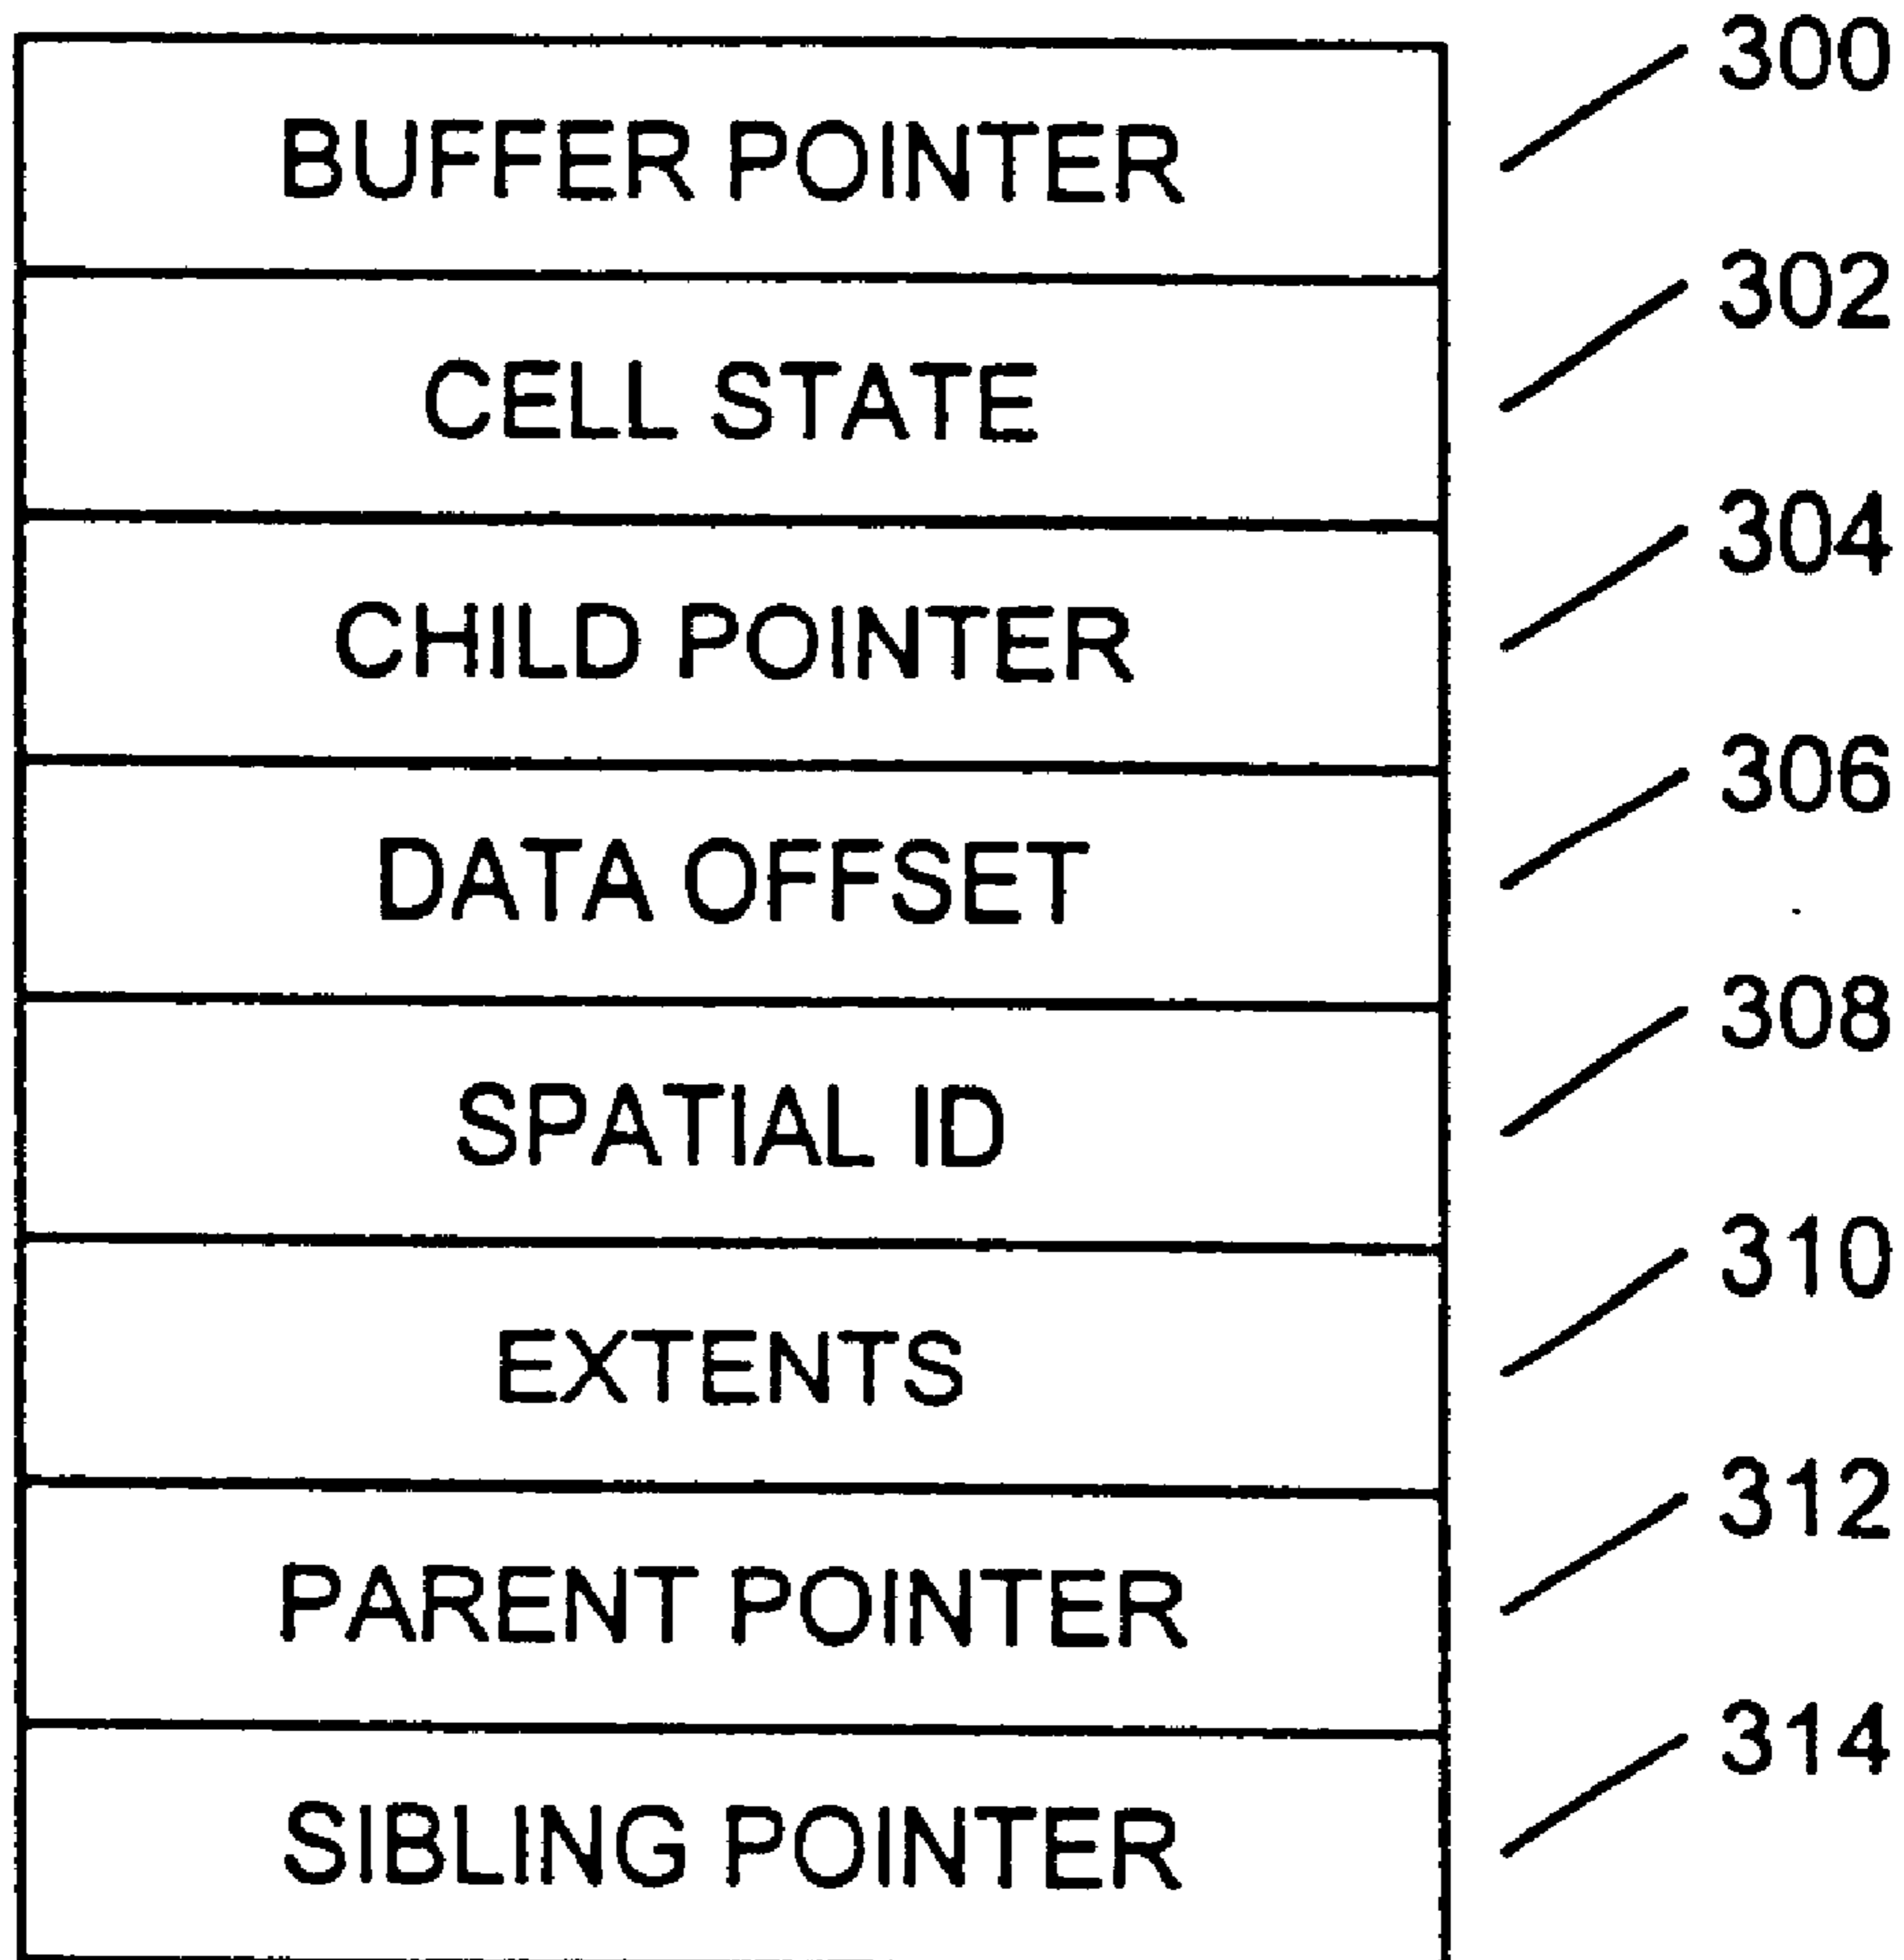 BUFFER POINTER 300
CELL STATE 302
CHILD POINTER 304
DATA OFFSET 306
SPATIAL ID 308
EXTENTS 310
PARENT POINTER 312
SIBLING POINTER 314